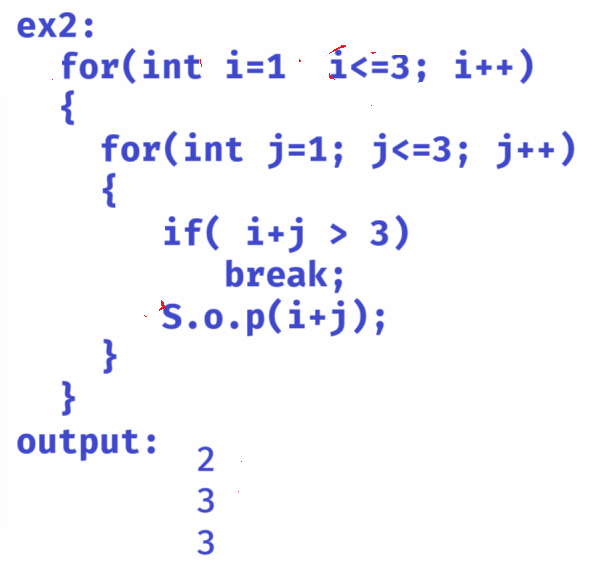 ex2:
for(int i=1 i<=3; i++)
{
for(int j=1; j<=3; j++)
{
if( i+j > 3)
break;
S.o.p(i+j);
}
}
output:
2
3
3